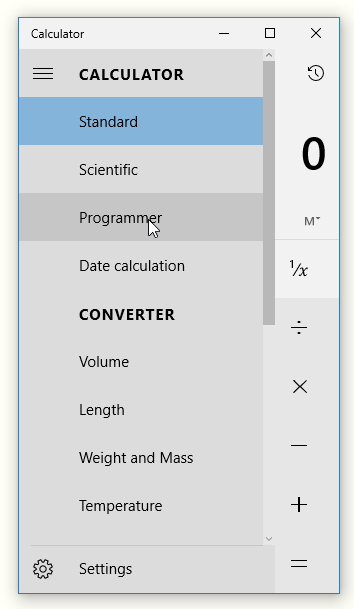 Calculator
CALCULATOR
Standard
0
Scientific
Programmer
M˅
Date calculation
¹/x
CONVERTER
÷
Volume
×
Length
−
Weight and Mass
+
Temperature
=
Settings